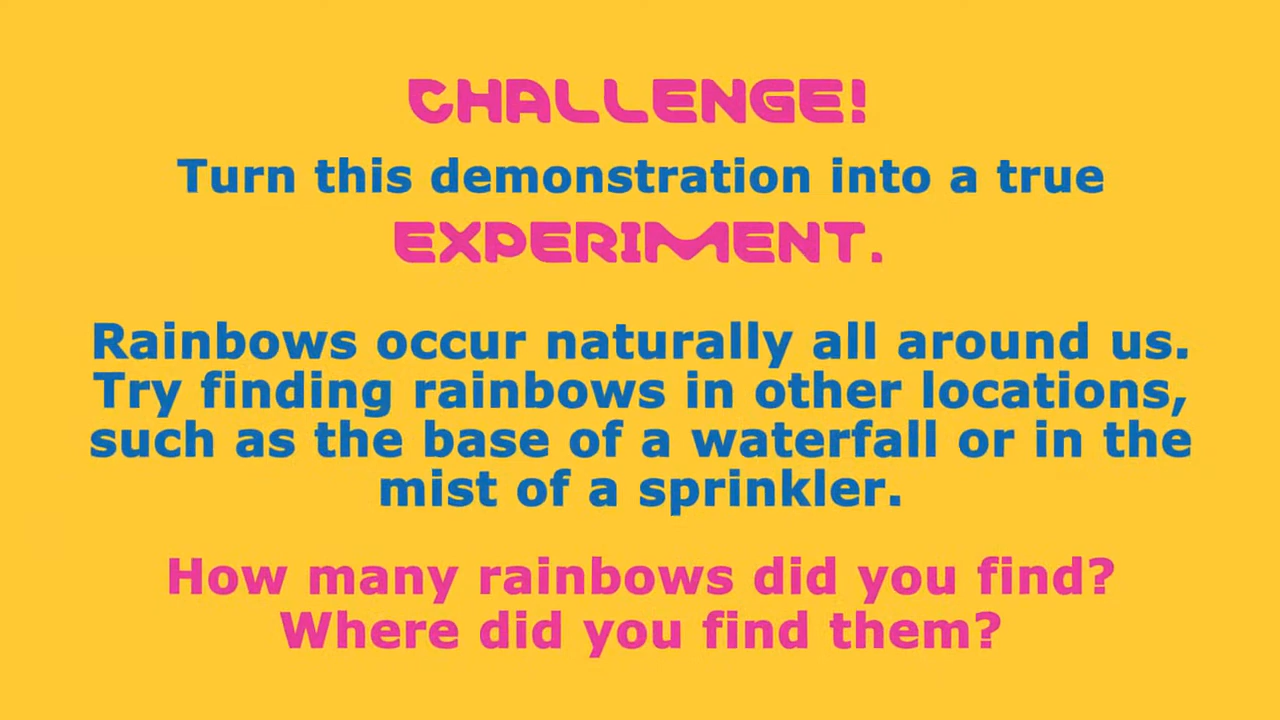 CHALLENGE!
Turn this demonstration into a true
EXPERIMENT.
Rainbows occur naturally all around us.
Try finding rainbows in other locations,
such as the base of a waterfall or in the
mist of a sprinkler.
How many rainbows did you find?
Where did you find them?